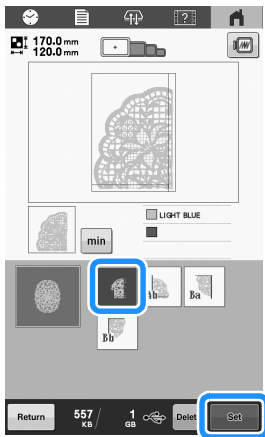 ?
170.0 mm
120.0 mm
min
LIGHT BLUE
Ab
Ba
Bb
Return
557 KB / 1 GB
Delet
Set